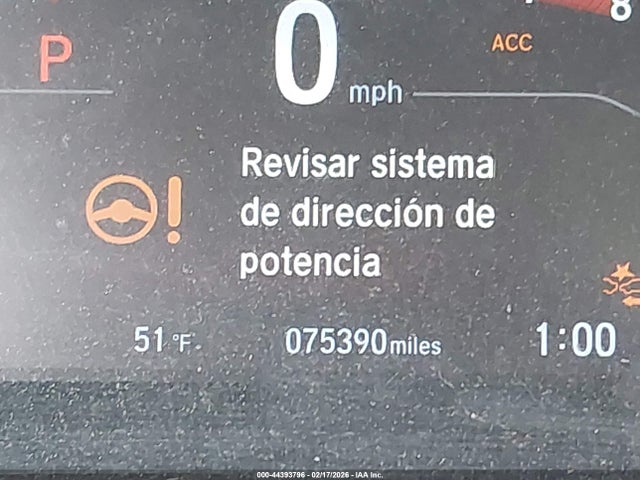 8
P
0 mph
ACC
Revisar sistema
de dirección de
potencia
51 °F
075390 miles
1:00
000-44393796 - 02/17/2026 - IAA Inc.